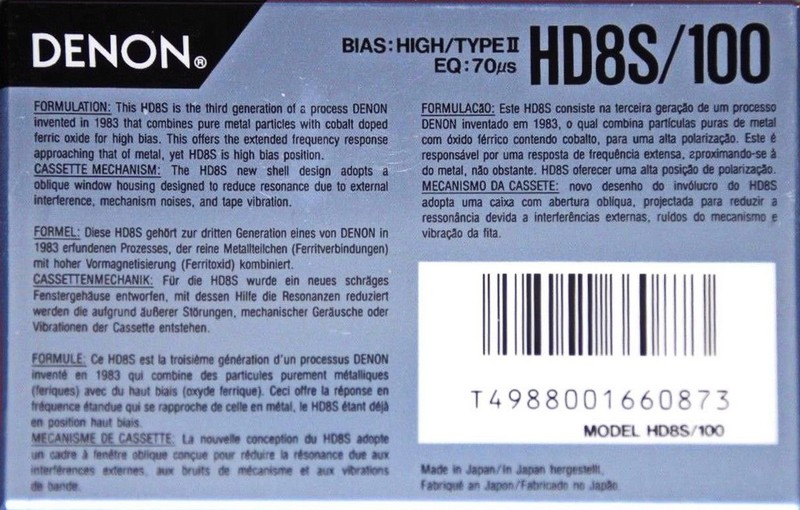 DENON®
BIAS:HIGH/TYPE II
EQ:70µs
HD8S/100
FORMULATION: This HD8S is the third generation of a process DENON
invented in 1983 that combines pure metal particles with cobalt doped
ferric oxide for high bias. This offers the extended frequency response
approaching that of metal, yet HD8S is high bias position.
CASSETTE MECHANISM: The HD8S new shell design adopts a
oblique window housing designed to reduce resonance due to external
interference, mechanism noises, and tape vibration.
FORMEL: Diese HD8S gehört zur dritten Generation eines von DENON in
1983 erfundenen Prozesses, der reine Metallteilchen (Ferritverbindungen)
mit hoher Vormagnetisierung (Ferritoxid) kombiniert.
CASSETTENMECHANIK: Für die HD8S wurde ein neues schräges
Fenstergehäuse entworfen, mit dessen Hilfe die Resonanzen reduziert
werden die aufgrund äußerer Störungen, mechanischer Geräusche oder
Vibrationen der Cassette entstehen.
FORMULE: Ce HD8S est la troisième génération d'un processus DENON
inventé en 1983 qui combine des particules purement métalliques
(feriques) avec du haut biais (oxyde ferrique). Ceci offre la réponse en
fréquence étandue qui se rapproche de celle en métal, le HD8S étant déjà
en position haut biais.
MECANISME DE CASSETTE: La nouvelle conception du HD8S adopte
un cadre à fenêtre oblique conçue pour réduire la résonance due aux
interférences externes, aux bruits de mécanisme et aux vibrations
de bande.
FORMULACãO: Este HD8S consiste na terceira geração de um processo
DENON inventado em 1983, o qual combina partículas puras de metal
com óxido férrico contendo cobalto, para uma alta polarização. Este é
responsável por uma resposta de frequência extensa, aproximando-se à
do metal, não obstante. HD8S oferecer uma alta posição de polarização.
MECANISMO DA CASSETE: novo desenho do invólucro do HD8S
adopta uma caixa com abertura oblíqua, projectada para reduzir a
ressonância devida a interferências externas, ruídos do mecanismo e
vibração da fita.
T4988001660873
MODEL HD8S/100
Made in Japan/In Japan hergestellt,
Fabriqué an Japon/Fabricado no Japão